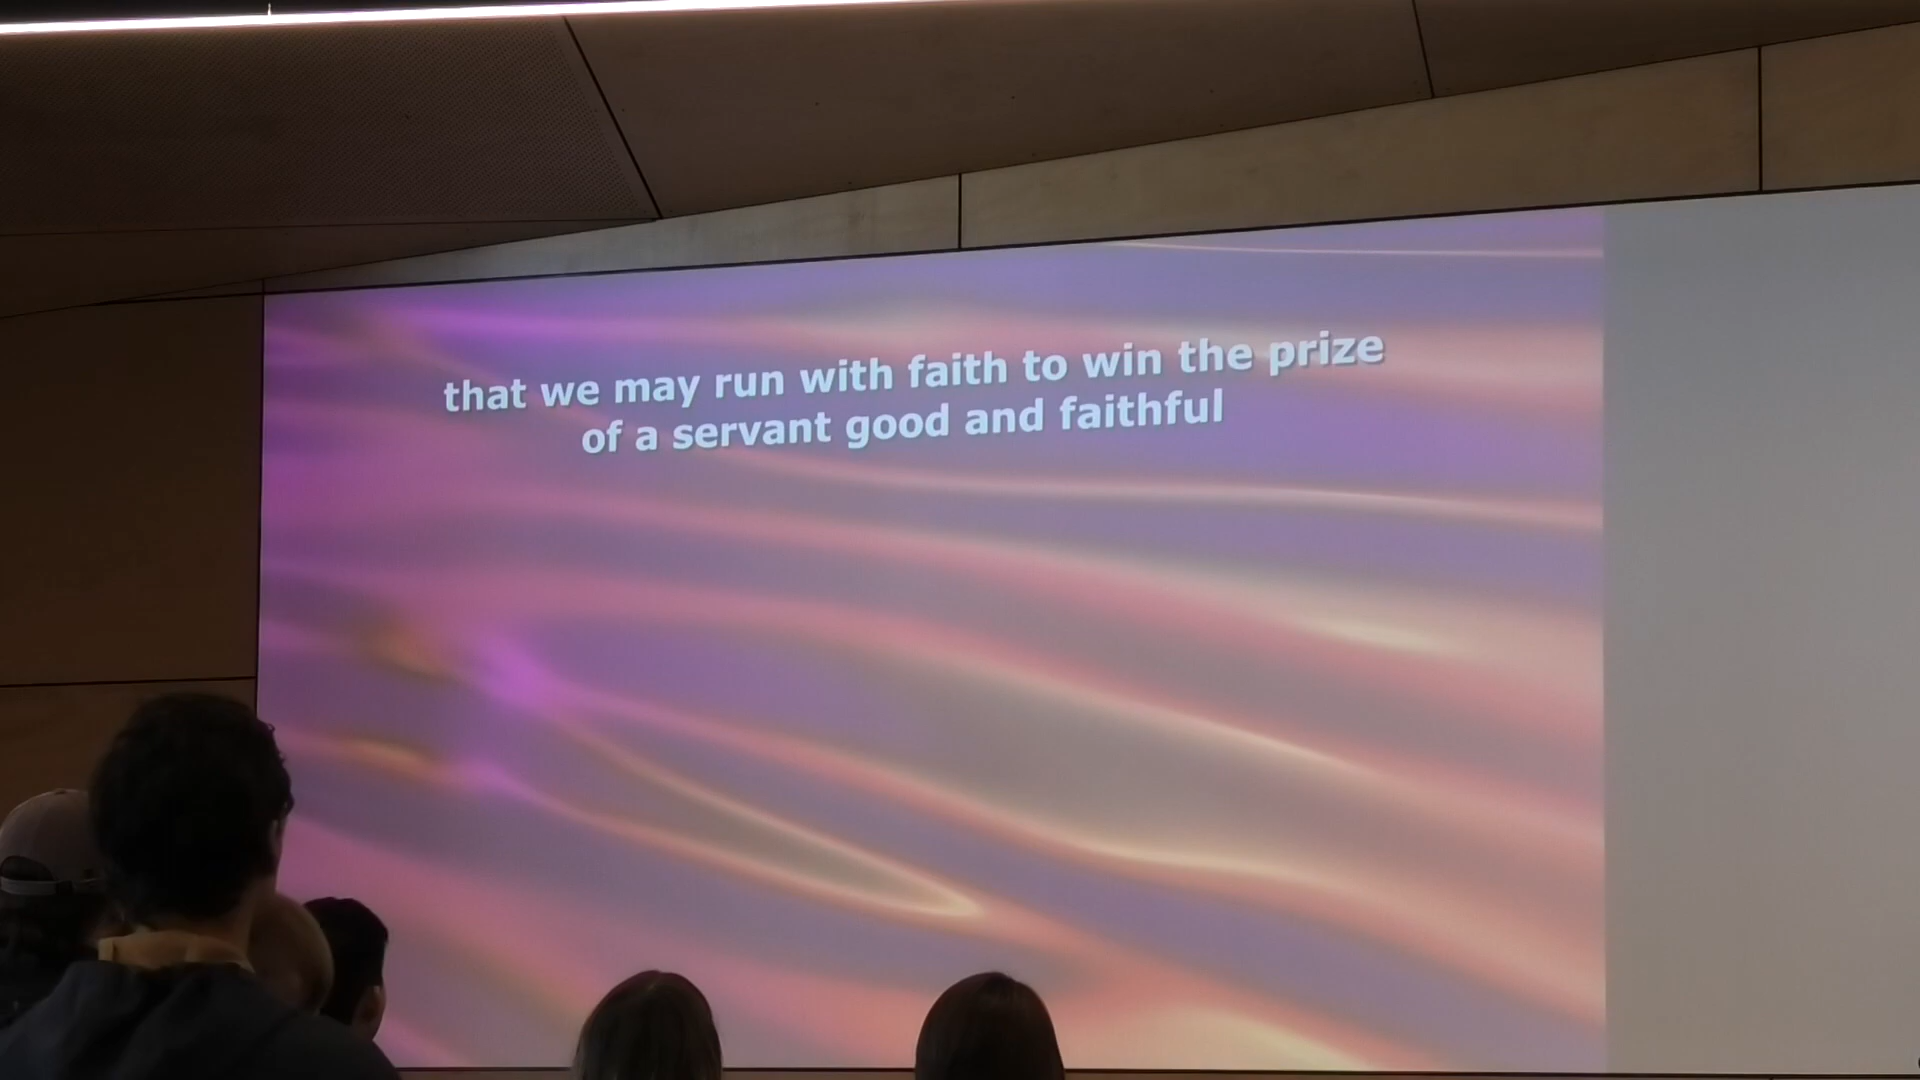 that we may run with faith to win the prize
of a servant good and faithful